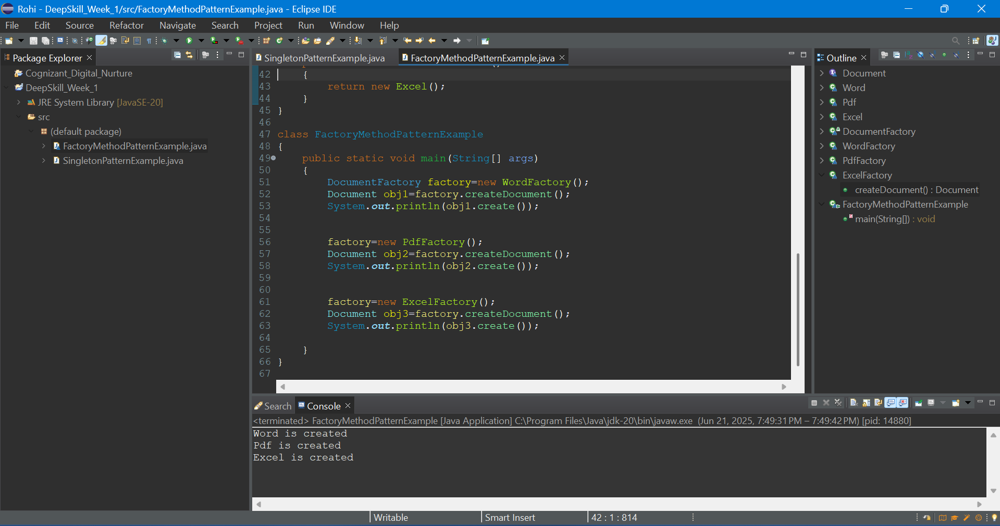 Rohi - DeepSkill_Week_1/src/FactoryMethodPatternExample.java - Eclipse IDE
File Edit Source Refactor Navigate Search Project Run Window Help
Package Explorer
Cognizant_Digital_Nurture
DeepSkill_Week_1
JRE System Library [JavaSE-20]
src
(default package)
FactoryMethodPatternExample.java
SingletonPatternExample.java
SingletonPatternExample.java FactoryMethodPatternExample.java
42 {
43 return new Excel();
44 }
45 }
46
47 class FactoryMethodPatternExample
48 {
49 public static void main(String[] args)
50 {
51 DocumentFactory factory=new WordFactory();
52 Document obj1=factory.createDocument();
53 System.out.println(obj1.create());
54
55
56 factory=new PdfFactory();
57 Document obj2=factory.createDocument();
58 System.out.println(obj2.create());
59
60
61 factory=new ExcelFactory();
62 Document obj3=factory.createDocument();
63 System.out.println(obj3.create());
64
65 }
66 }
67
Outline
Document
Word
Pdf
Excel
DocumentFactory
WordFactory
PdfFactory
ExcelFactory
createDocument() : Document
FactoryMethodPatternExample
main(String[]) : void
Search Console
<terminated> FactoryMethodPatternExample [Java Application] C:\Program Files\Java\jdk-20\bin\javaw.exe (Jun 21, 2025, 7:49:31 PM – 7:49:42 PM) [pid: 14880]
Word is created
Pdf is created
Excel is created
Writable Smart Insert 42 : 1 : 814